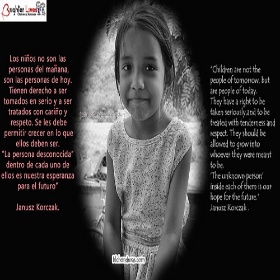 Brighter Lives
Los niños no son las
personas del mañana,
son las personas de hoy.
Tienen derecho a ser
tomados en serio y a ser
tratados con cariño y
respeto. Se les debe
permitir crecer en lo que
ellos deben ser.
"La persona desconocida"
dentro de cada uno de
ellos es nuestra esperanza
para el futuro"
Janusz Korczak.
"Children are not the
people of tomorrow, but
are people of today.
They have a right to be
taken seriously,and to be
treated with tenderness and
respect. They should be
allowed to grow into
whoever they were meant
to be.
'The unknown person'
inside each of them is our
hope for the future."
Janusz Korczak .